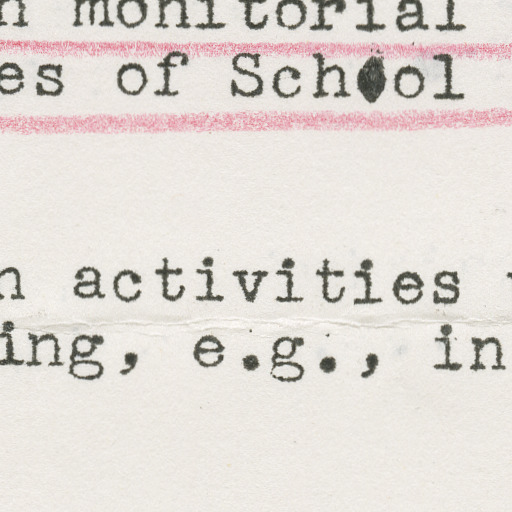 n monitorial
es of School
n activities
ing, e.g., in